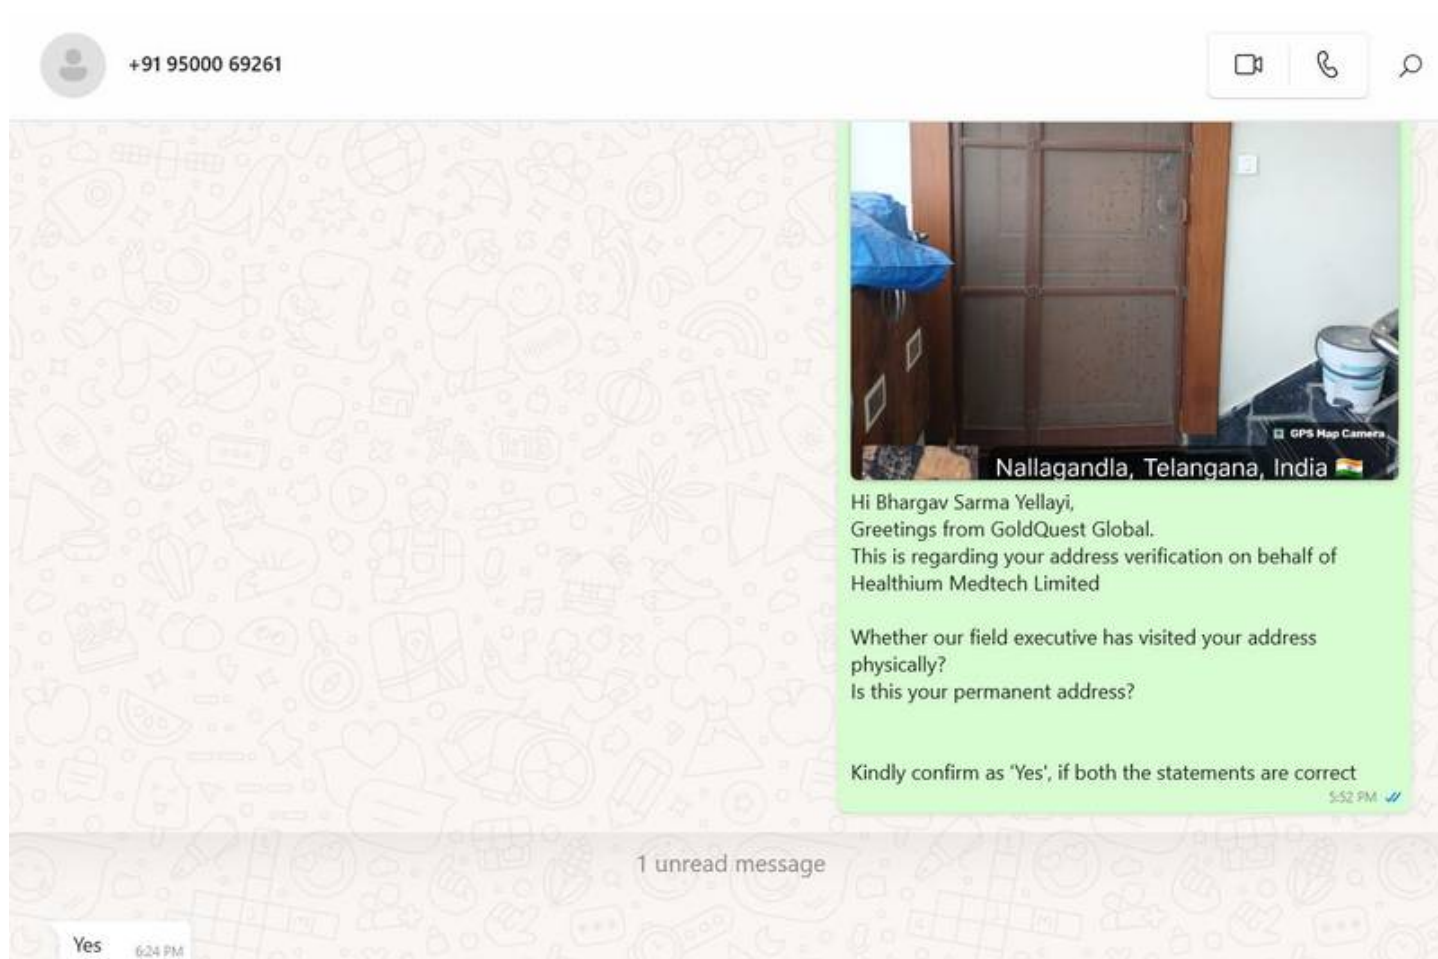 +91 95000 69261
GPS Map Camera
Nallagandla, Telangana, India
Hi Bhargav Sarma Yellayi,
Greetings from GoldQuest Global.
This is regarding your address verification on behalf of
Healthium Medtech Limited
Whether our field executive has visited your address
physically?
Is this your permanent address?
Kindly confirm as 'Yes', if both the statements are correct
5:52 PM
1 unread message
Yes 6:24 PM